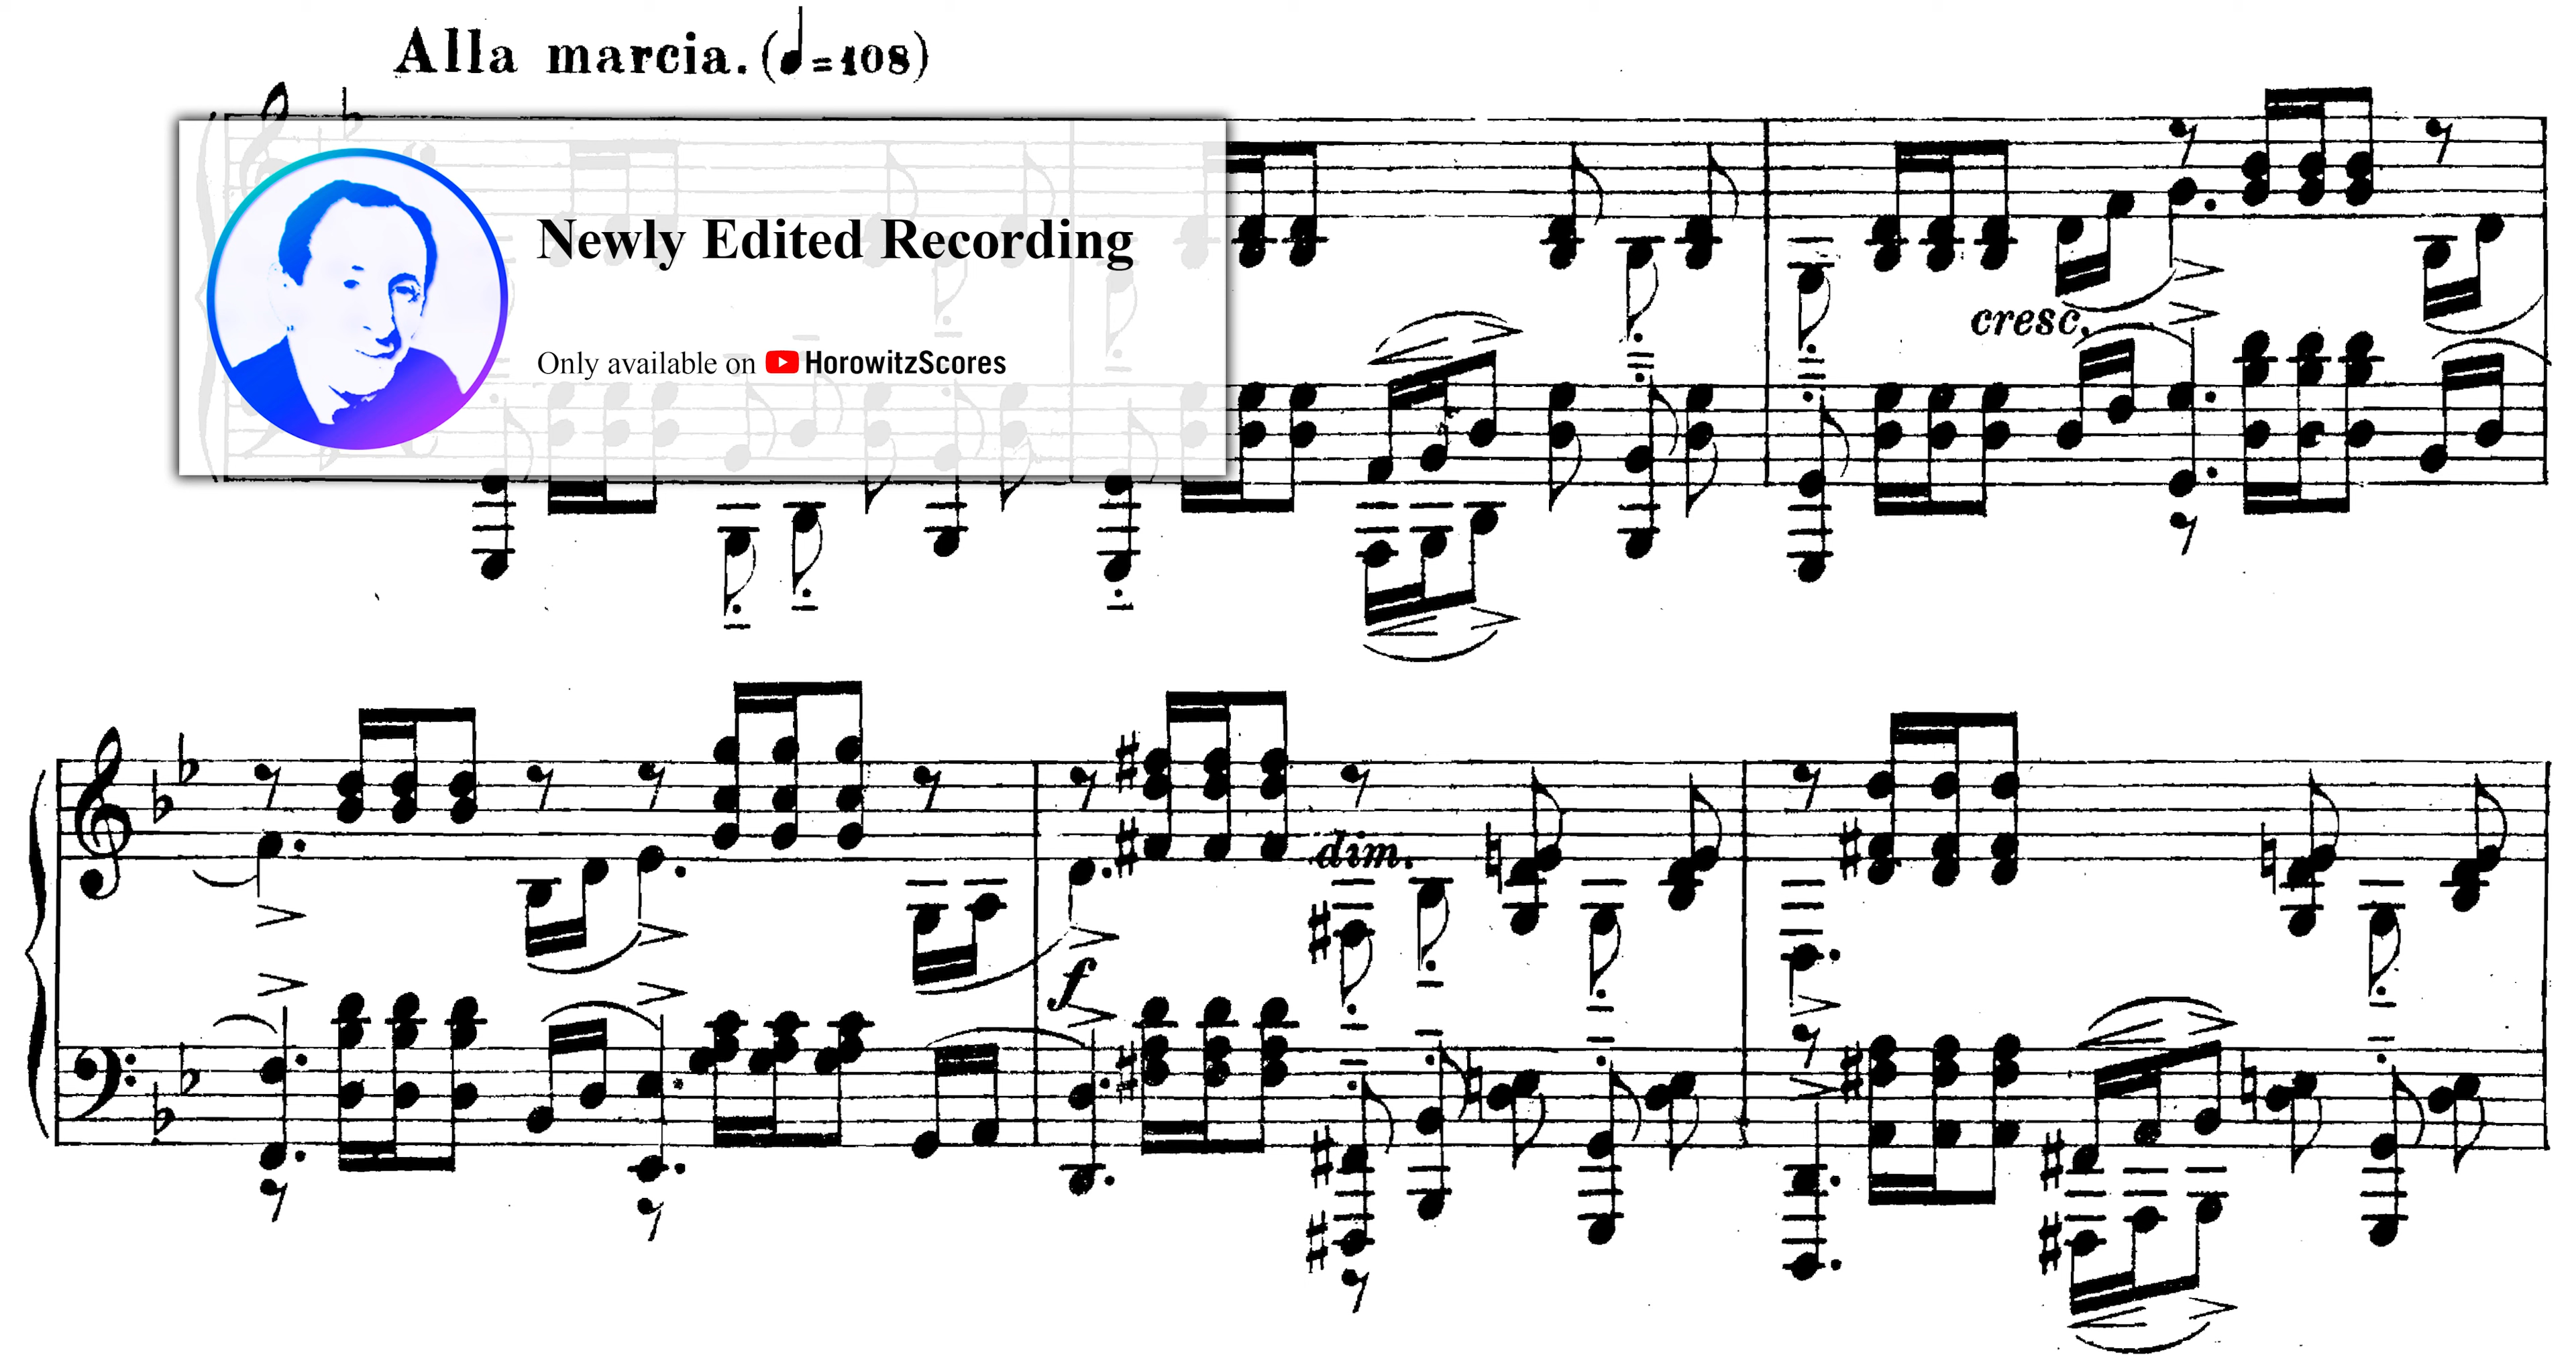 Alla marcia. (♩=108)
Newly Edited Recording
Only available on HorowitzScores
cresc.
dim.
f